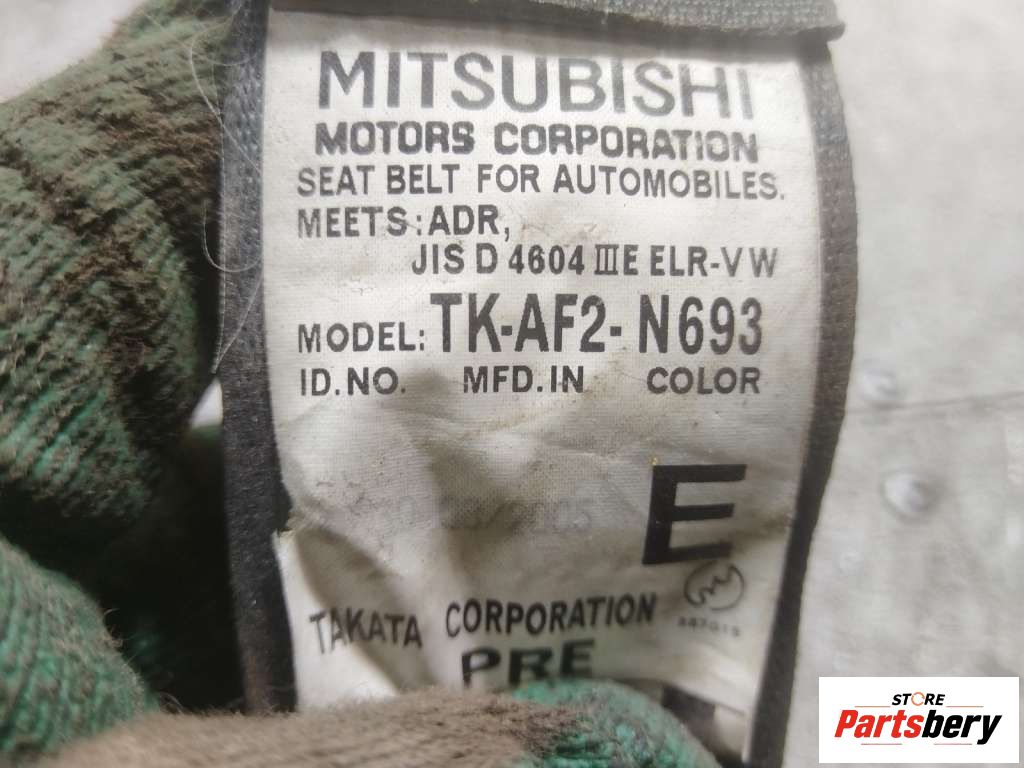 MITSUBISHI
MOTORS CORPORATION
SEAT BELT FOR AUTOMOBILES.
MEETS:ADR,
JIS D 4604 ⅢE ELR-VW
MODEL: TK-AF2-N693
ID.NO. MFD.IN COLOR
E
TAKATA CORPORATION
PRE
STORE
Partsbery